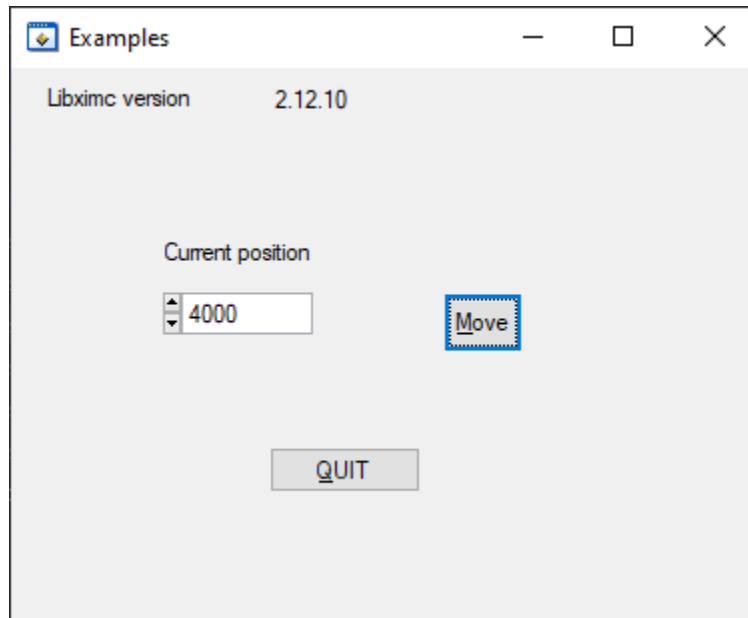 Examples
Libximc version 2.12.10
Current position
4000
Move
QUIT